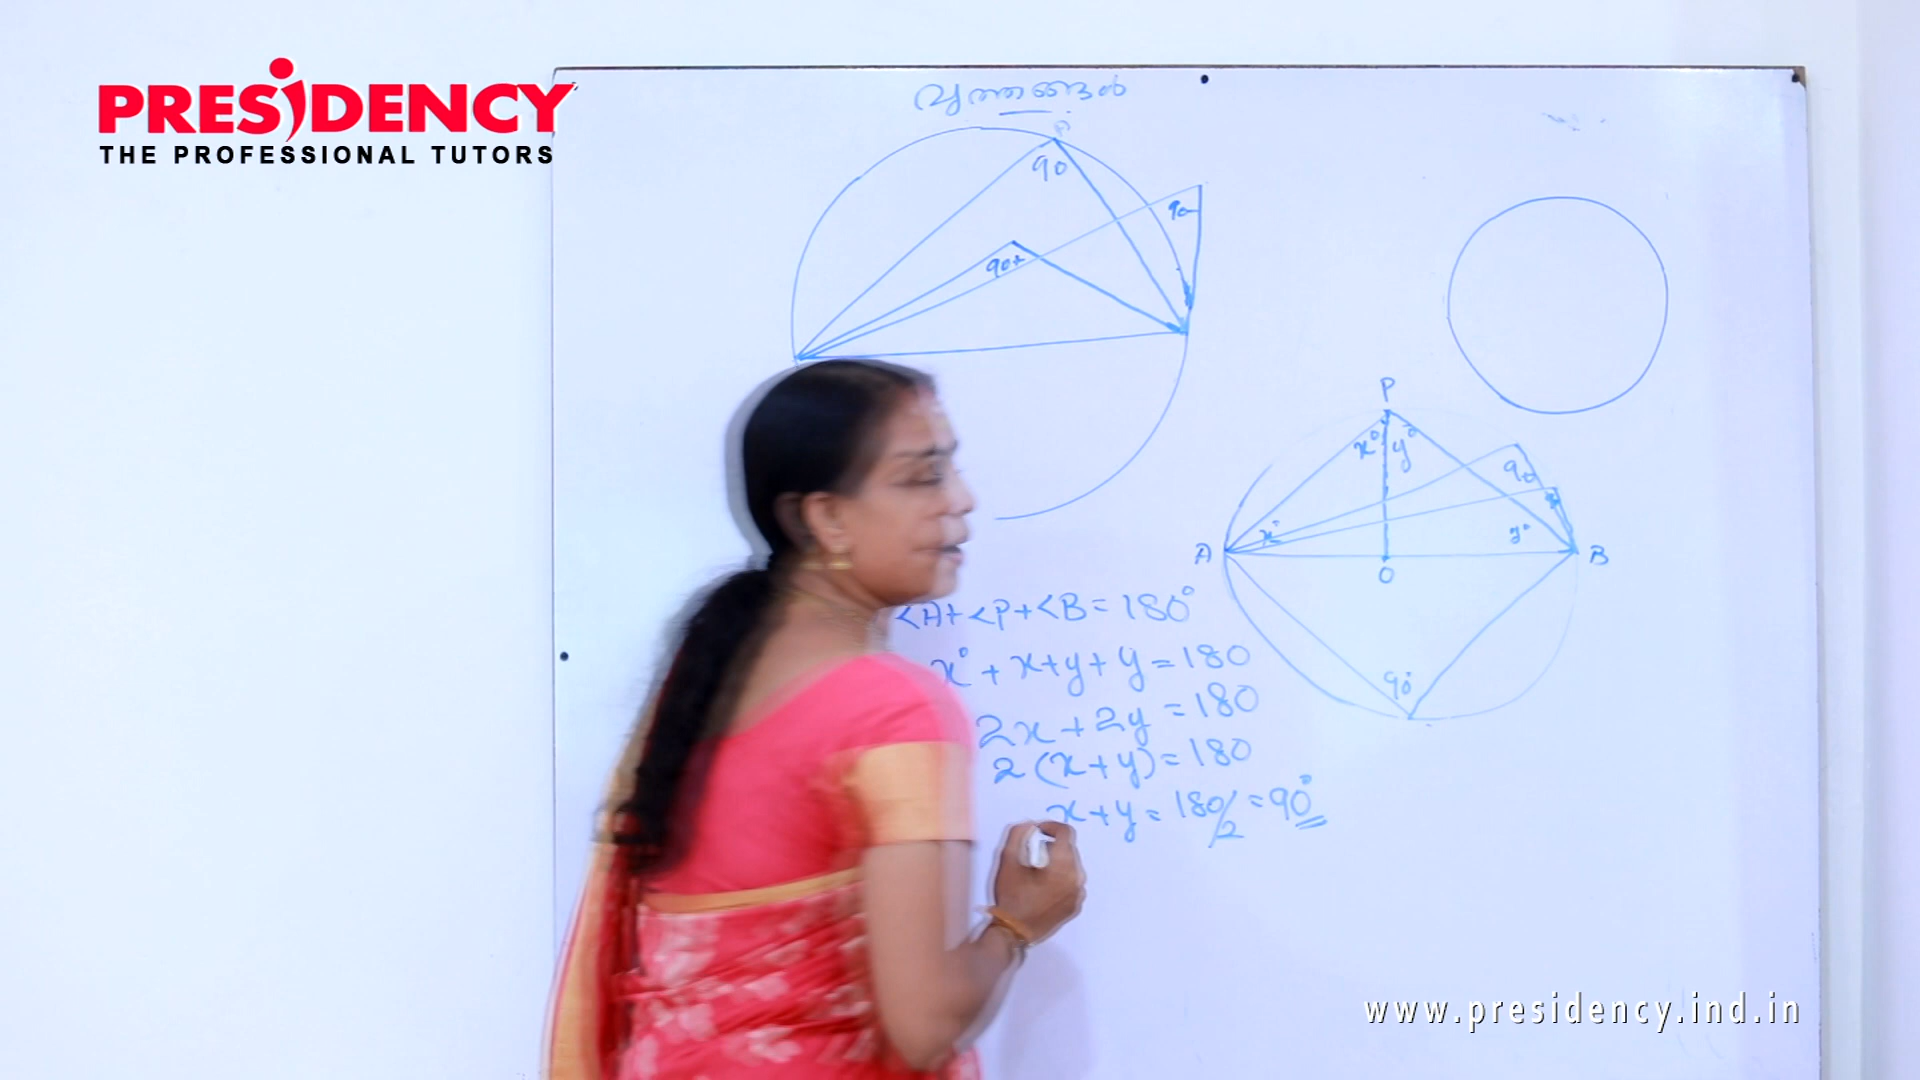 PRESIDENCY
THE PROFESSIONAL TUTORS
വൃത്തങ്ങൾ
P
90
90-
90+
P
x° y°
90
x° y°
A B
O
90°
<A+<P+<B=180°
x°+x+y+y=180
2x+2y=180
2(x+y)=180
x+y=180/2=90°
www.presidency.ind.in